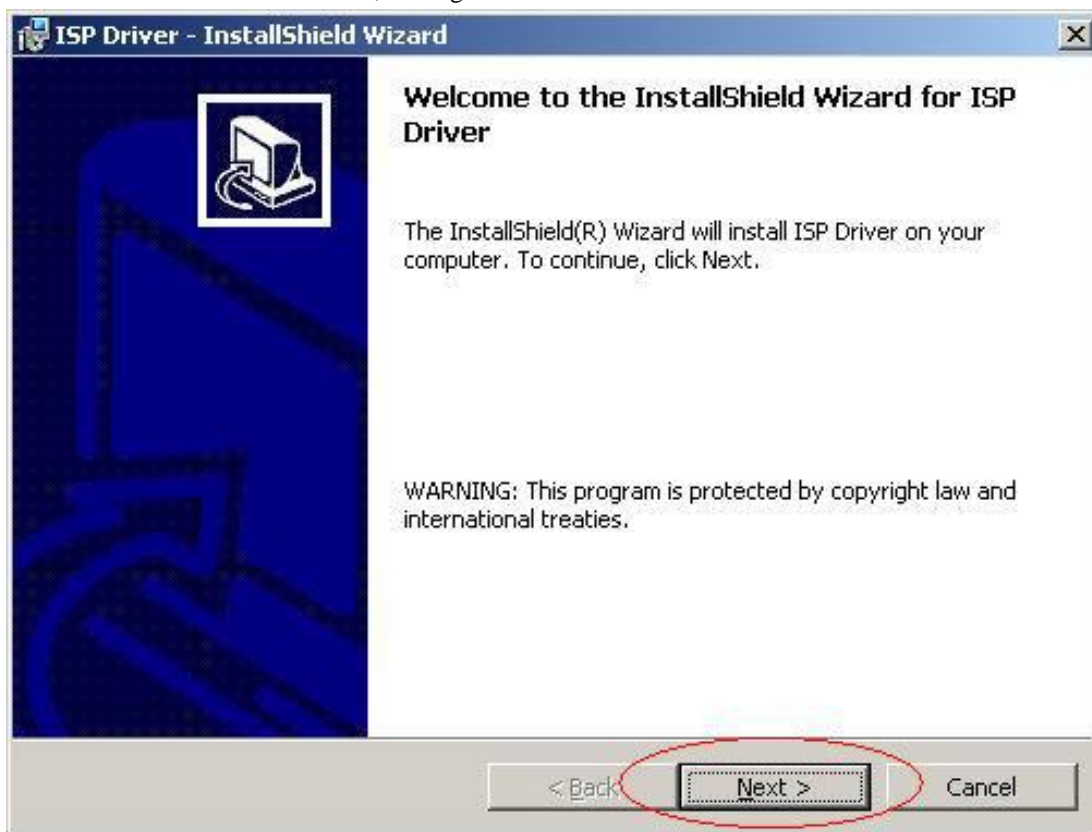 ISP Driver - InstallShield Wizard
Welcome to the InstallShield Wizard for ISP
Driver
The InstallShield(R) Wizard will install ISP Driver on your
computer. To continue, click Next.
WARNING: This program is protected by copyright law and
international treaties.
< Back
Next >
Cancel